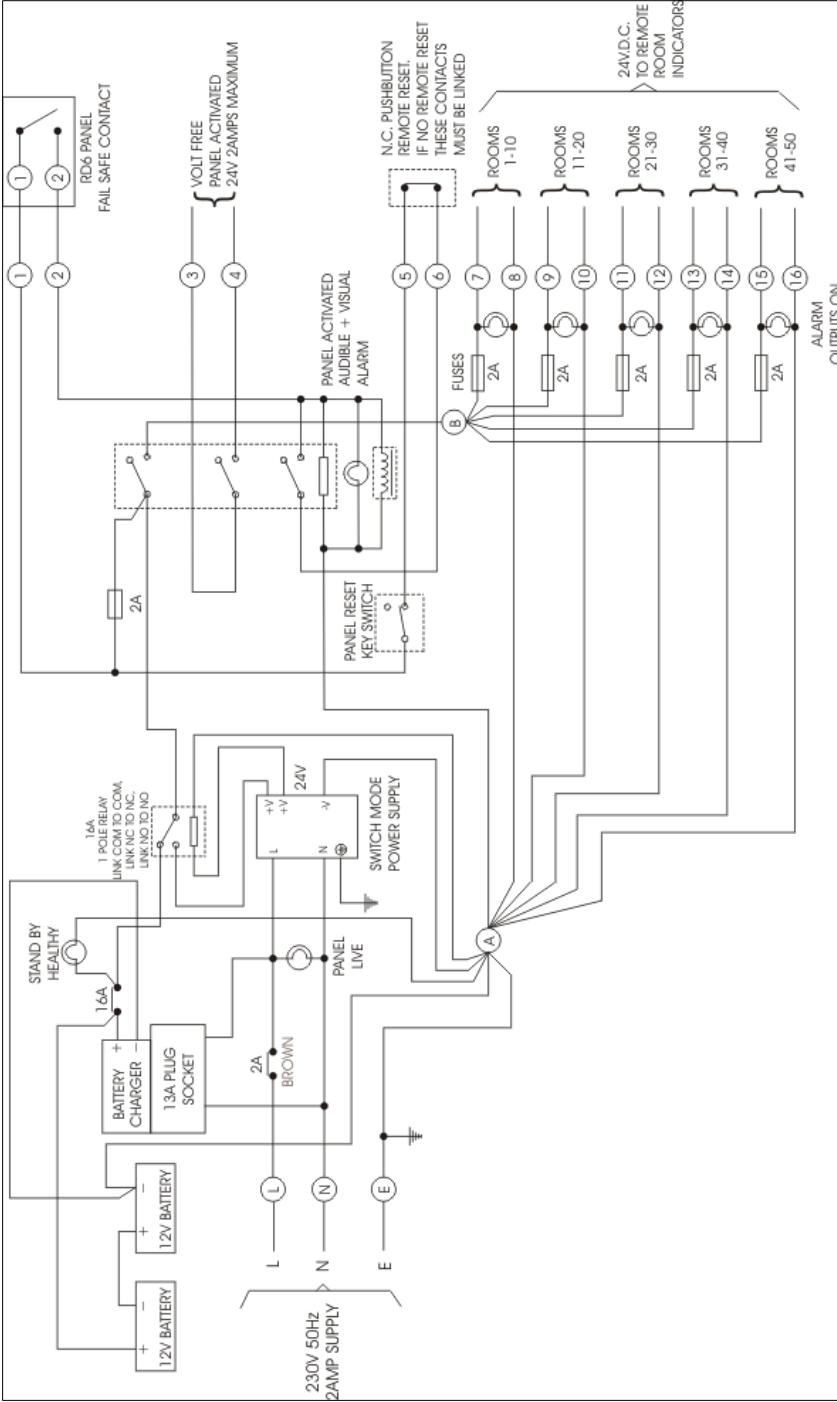 230V 50Hz
2AMP SUPPLY
L
N
E
L
N
E
12V BATTERY
+
−
12V BATTERY
+
−
BATTERY
CHARGER
+
−
13A PLUG
SOCKET
16A
STAND BY
HEALTHY
2A
BROWN
PANEL
LIVE
16A
1 POLE RELAY
LINK COM TO COM,
LINK NC TO NC,
LINK NO TO NO
L
N
+V
+V
-V
24V
SWITCH MODE
POWER SUPPLY
A
2A
PANEL RESET
KEY SWITCH
PANEL ACTIVATED
AUDIBLE + VISUAL
ALARM
B
FUSES
2A
2A
2A
2A
2A
1
2
3
4
5
6
7
8
9
10
11
12
13
14
15
16
1
2
RD6 PANEL
FAIL SAFE CONTACT
VOLT FREE
PANEL ACTIVATED
24V 2AMPS MAXIMUM
N.C. PUSHBUTTON
REMOTE RESET.
IF NO REMOTE RESET
THESE CONTACTS
MUST BE LINKED
ROOMS
1-10
ROOMS
11-20
ROOMS
21-30
ROOMS
31-40
ROOMS
41-50
24V.D.C.
TO REMOTE
ROOM
INDICATORS
ALARM
OUTPUTS ON